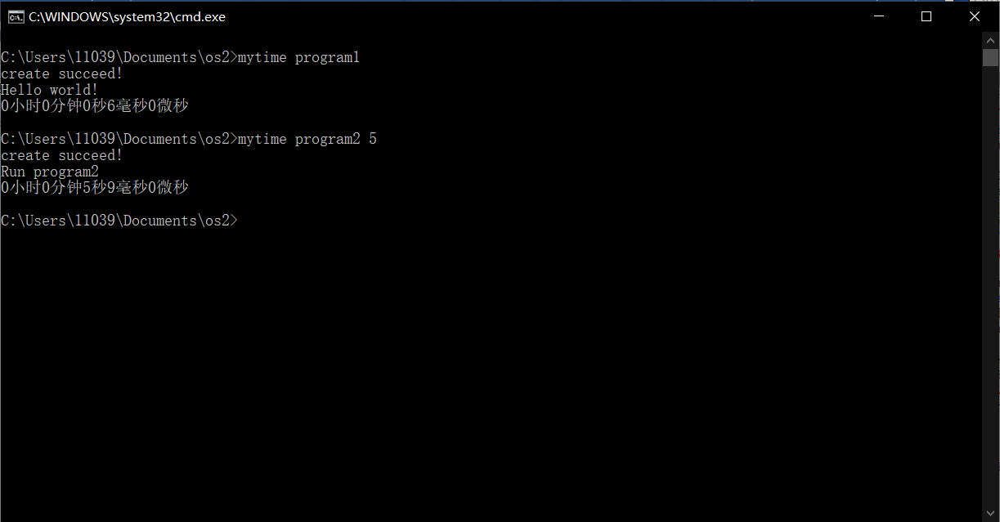 C:\WINDOWS\system32\cmd.exe
C:\Users\11039\Documents\os2>mytime program1
create succeed!
Hello world!
0小时0分钟0秒6毫秒0微秒
C:\Users\11039\Documents\os2>mytime program2 5
create succeed!
Run program2
0小时0分钟5秒9毫秒0微秒
C:\Users\11039\Documents\os2>